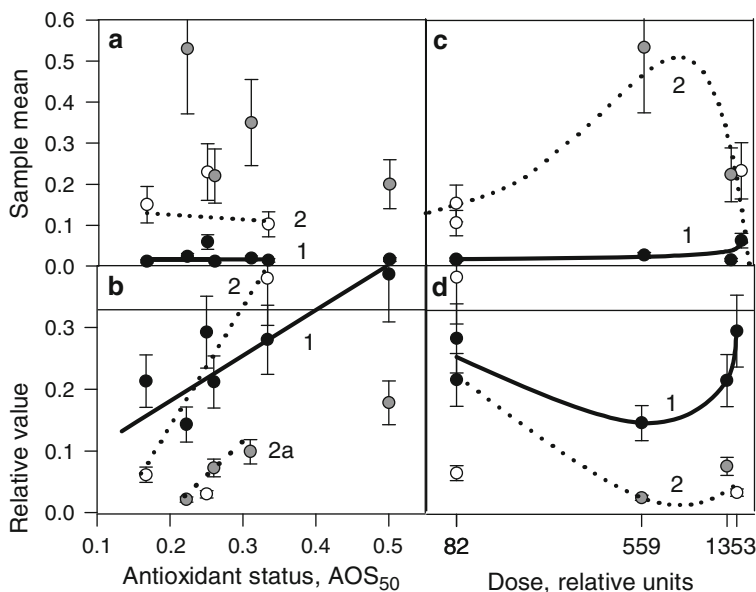 0.6
a
c
0.5
2
0.4
0.3
0.2
2
1
0.1
1
0.0
Sample mean
b
2
d
0.3
1
1
0.2
2a
0.1
2
0.0
Relative value
0.1 0.2 0.3 0.4 0.5
82 559 1353
Antioxidant status, AOS₅₀
Dose, relative units